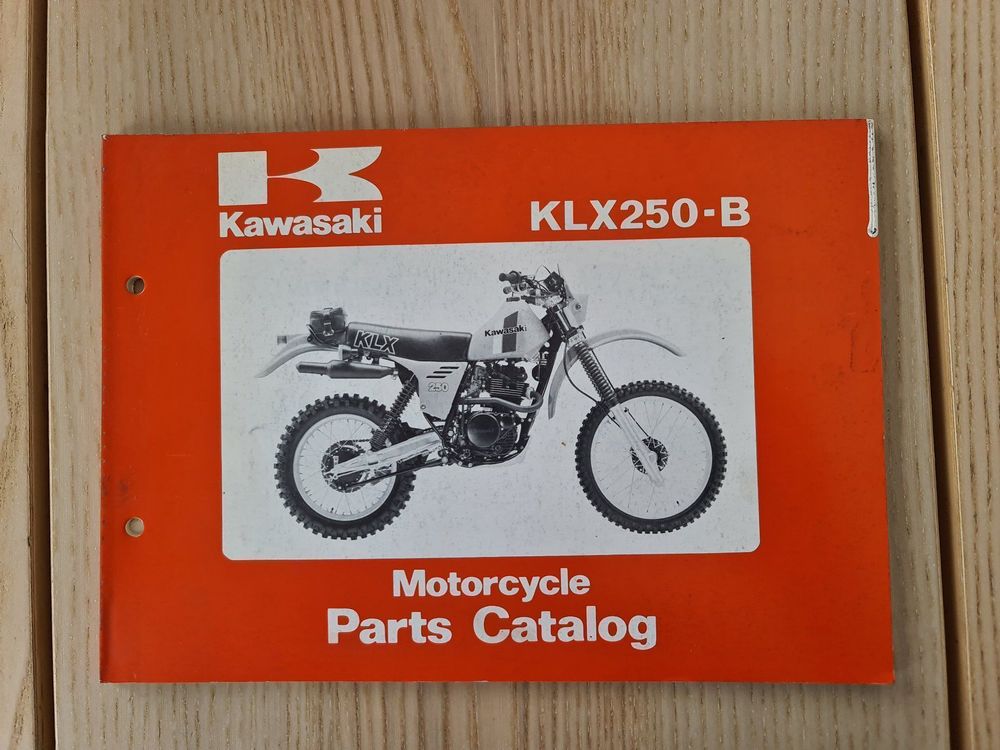 Kawasaki
KLX250-B
Kawasaki
KLX
250
Motorcycle
Parts Catalog